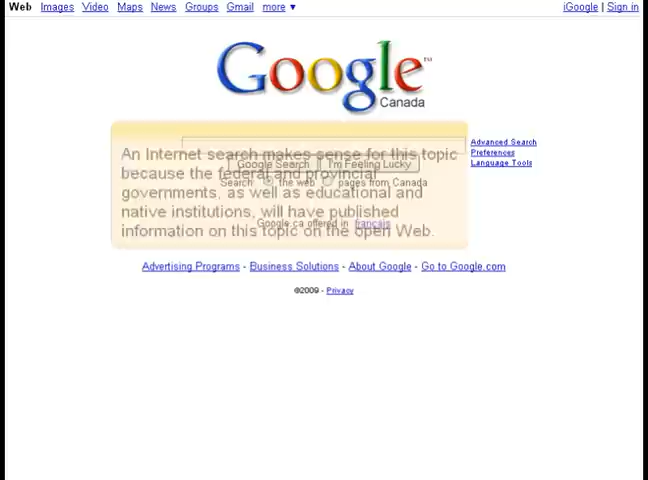 Web Images Video Maps News Groups Gmail more ▼ iGoogle | Sign in
Google™
Canada
An Internet search makes sense for this topic
because the federal and provincial
governments, as well as educational and
native institutions, will have published
information on this topic on the open Web.
Google Search I'm Feeling Lucky
Search: the web pages from Canada
Google.ca offered in: français
Advanced Search
Preferences
Language Tools
Advertising Programs - Business Solutions - About Google - Go to Google.com
©2009 - Privacy